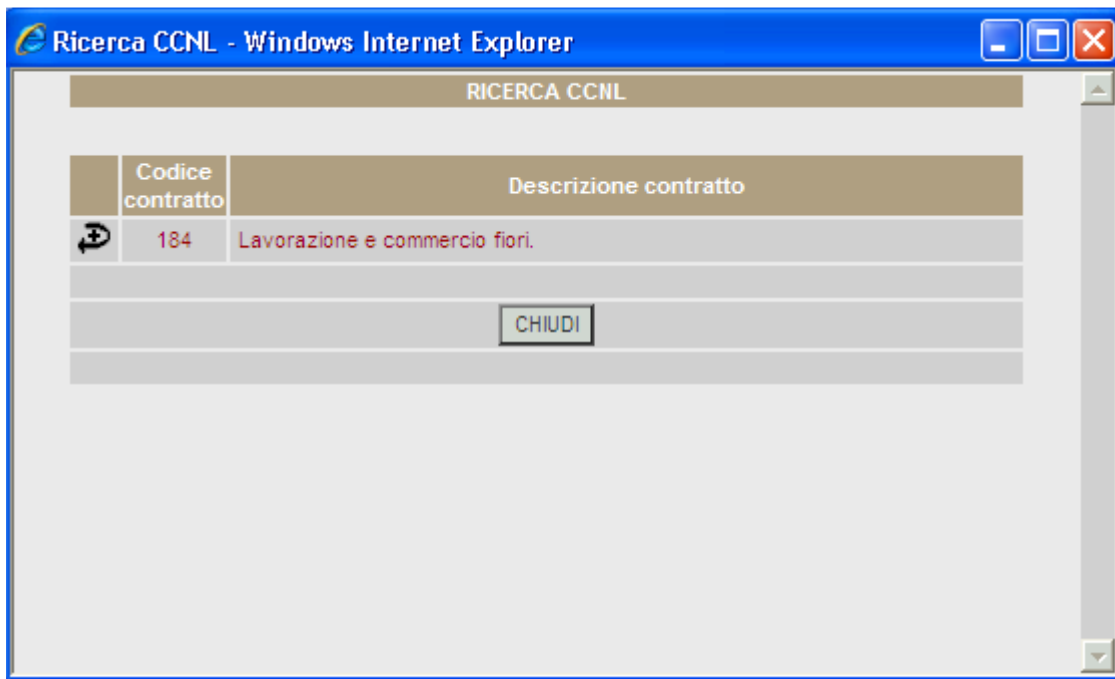 Ricerca CCNL - Windows Internet Explorer
RICERCA CCNL
Codice
contratto
Descrizione contratto
184 Lavorazione e commercio fiori.
CHIUDI